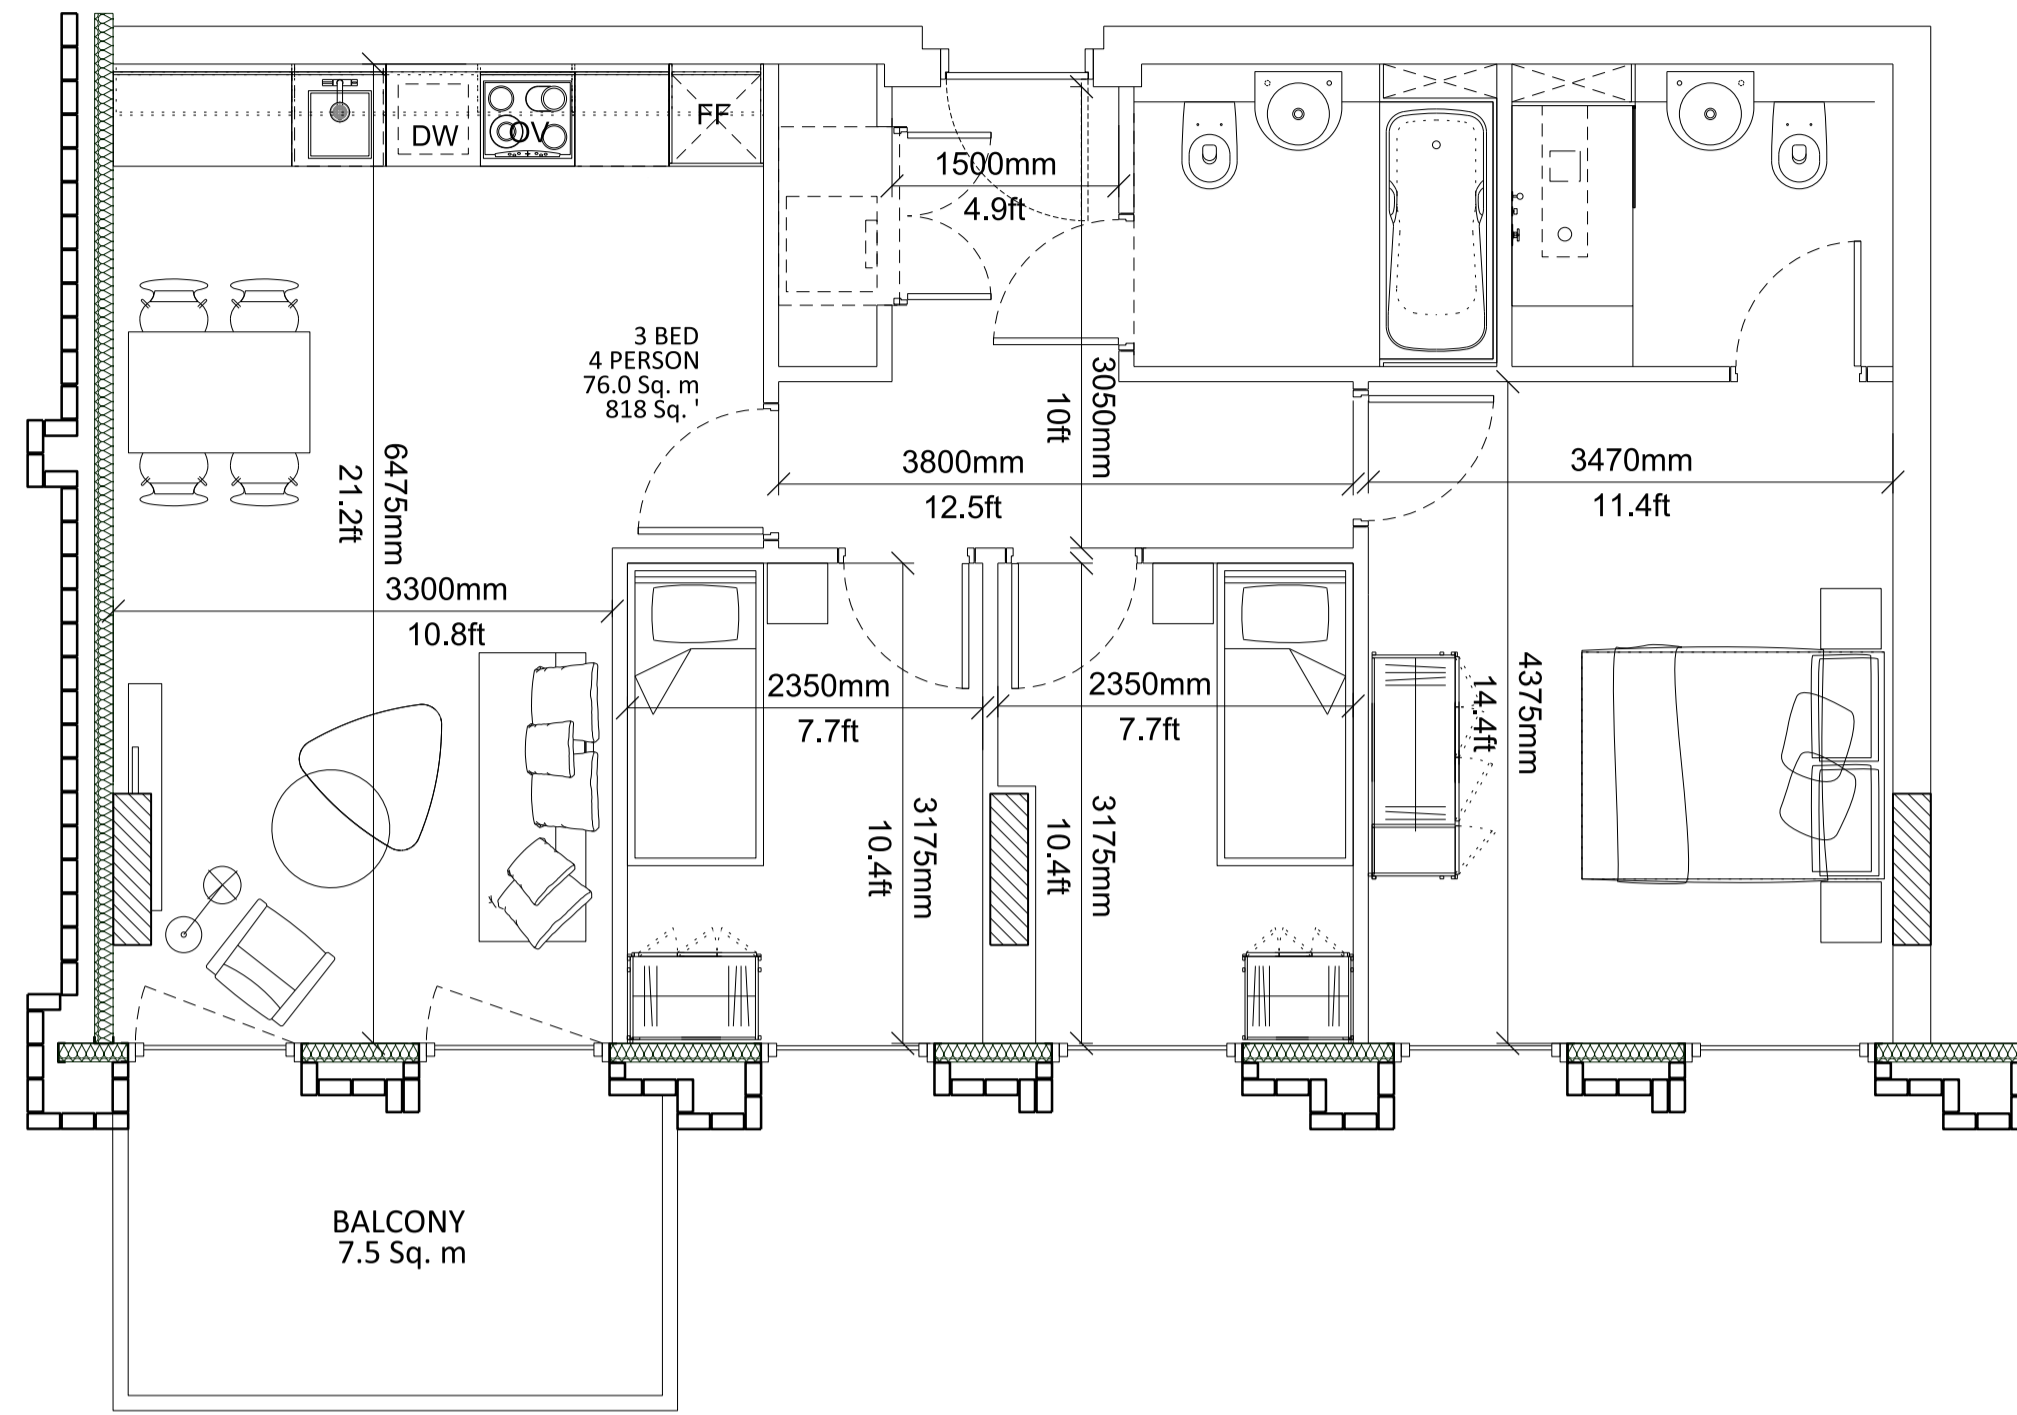 DW
OV
FF
1500mm
4.9ft
3 BED
4 PERSON
76.0 Sq. m
818 Sq. '
3050mm
10ft
6475mm
21.2ft
3800mm
12.5ft
3470mm
11.4ft
3300mm
10.8ft
2350mm
7.7ft
2350mm
7.7ft
4375mm
14.4ft
3175mm
10.4ft
3175mm
10.4ft
BALCONY
7.5 Sq. m